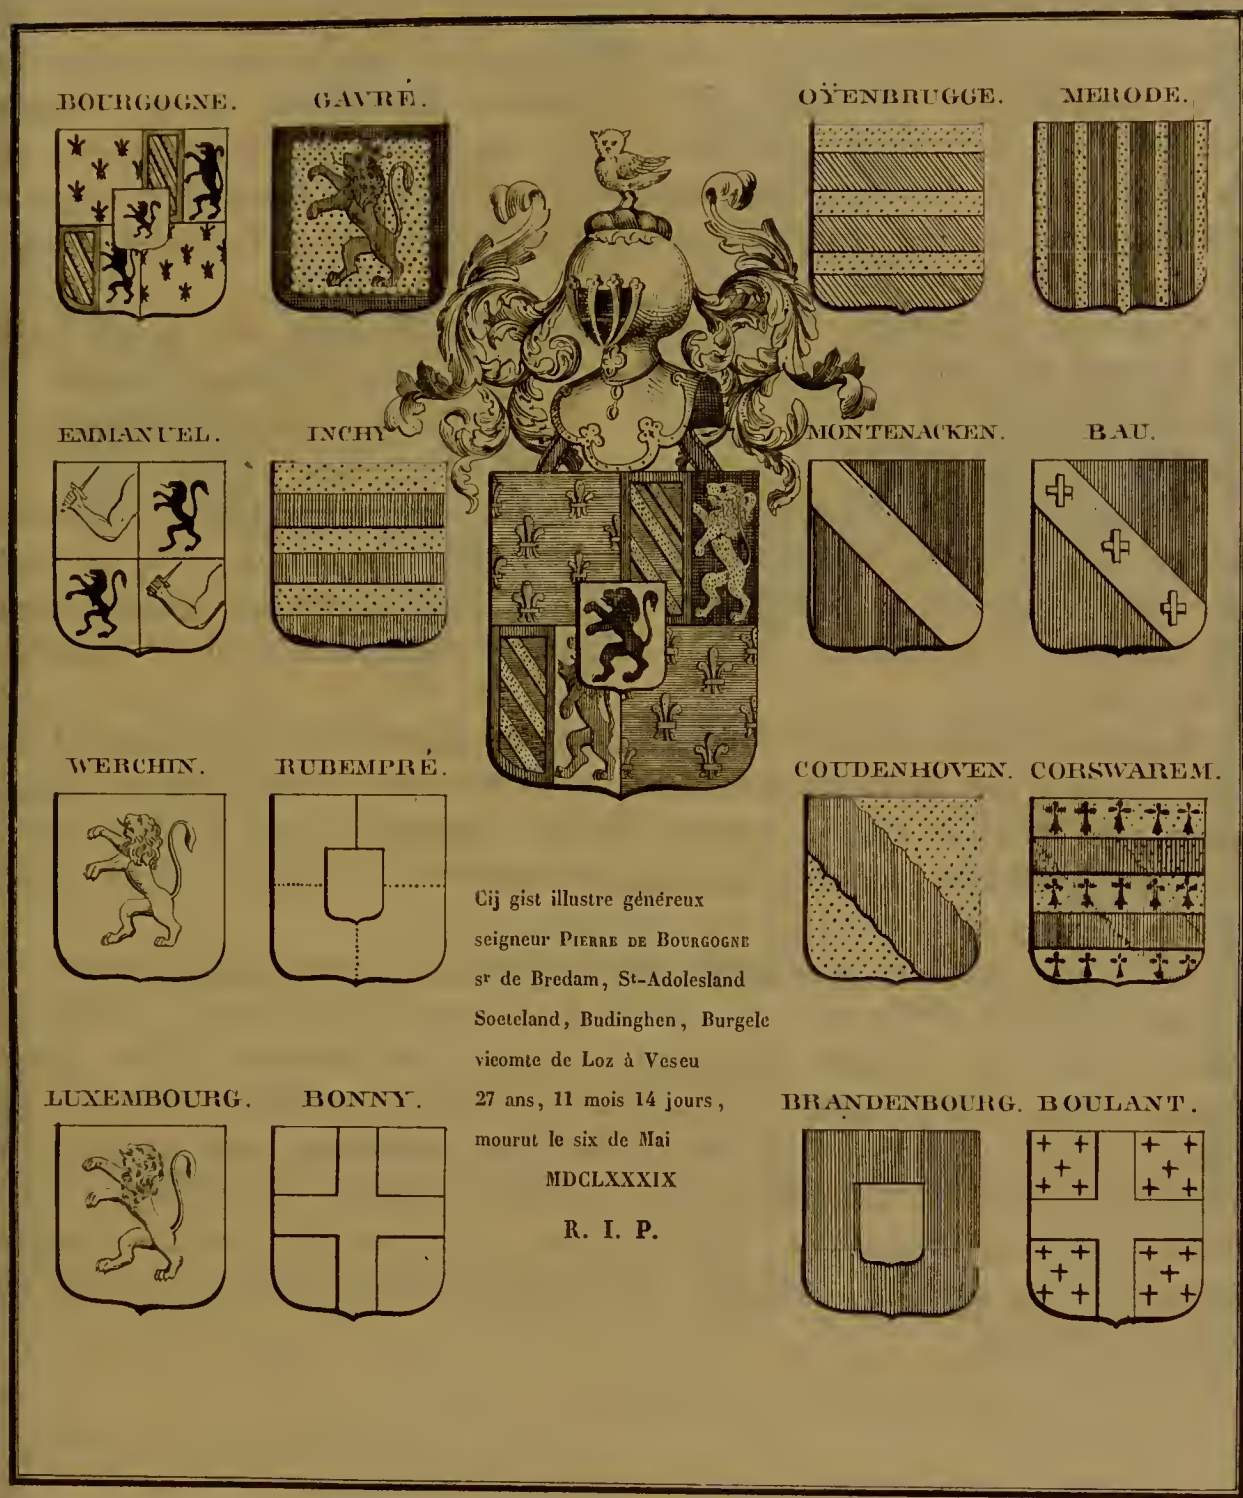 BOURGOGNE. GAVRÉ. OŸENBRUGGE. MERODE.
EMMANUEL. INCHY MONTENACKEN. BAU.
WERCHIN. RUBEMPRÉ. COUDENHOVEN. CORSWAREM.
Cij gist illustre généreux
seigneur PIERRE DE BOURGOGNE
sr de Bredam, St-Adolesland
Soeteland, Budinghen, Burgele
vicomte de Loz à Veseu
27 ans, 11 mois 14 jours,
mourut le six de Mai
MDCLXXXIX
R. I. P.
LUXEMBOURG. BONNY. BRANDENBOURG. BOULANT.